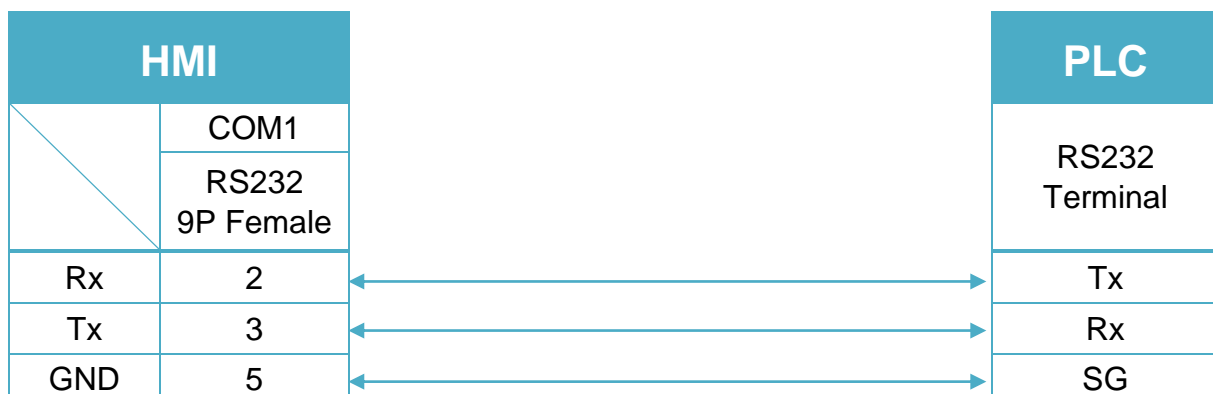 HMI
PLC
COM1
RS232
9P Female
RS232
Terminal
Rx 2 Tx
Tx 3 Rx
GND 5 SG